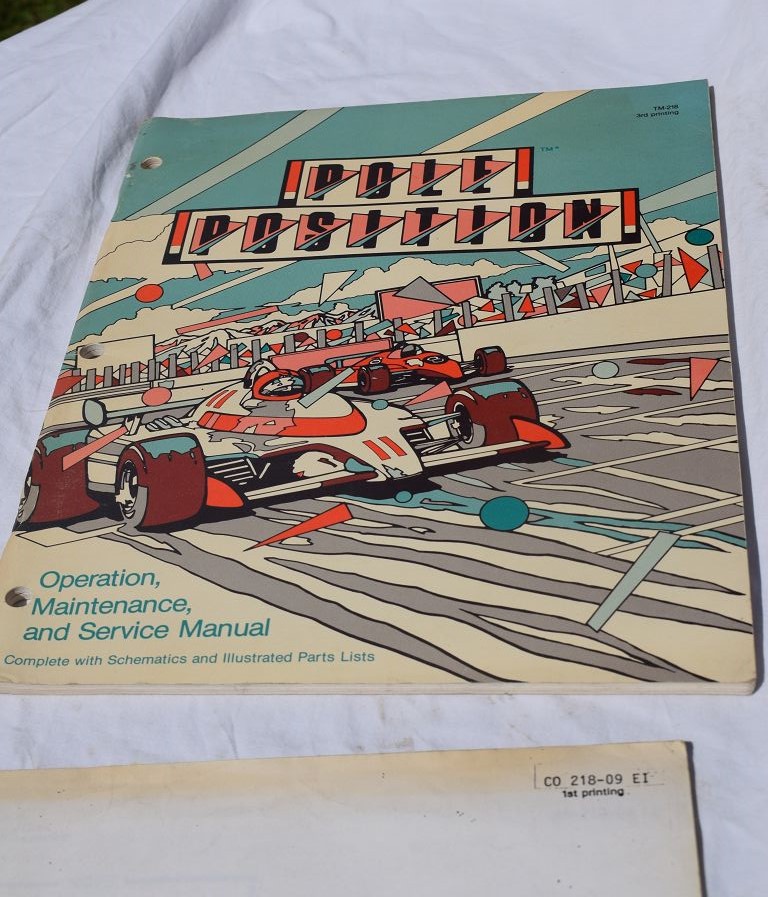 TM-218
3rd printing
POLE TM*
POSITION
Operation,
Maintenance,
and Service Manual
Complete with Schematics and Illustrated Parts Lists
CO 218-09 EI
1st printing